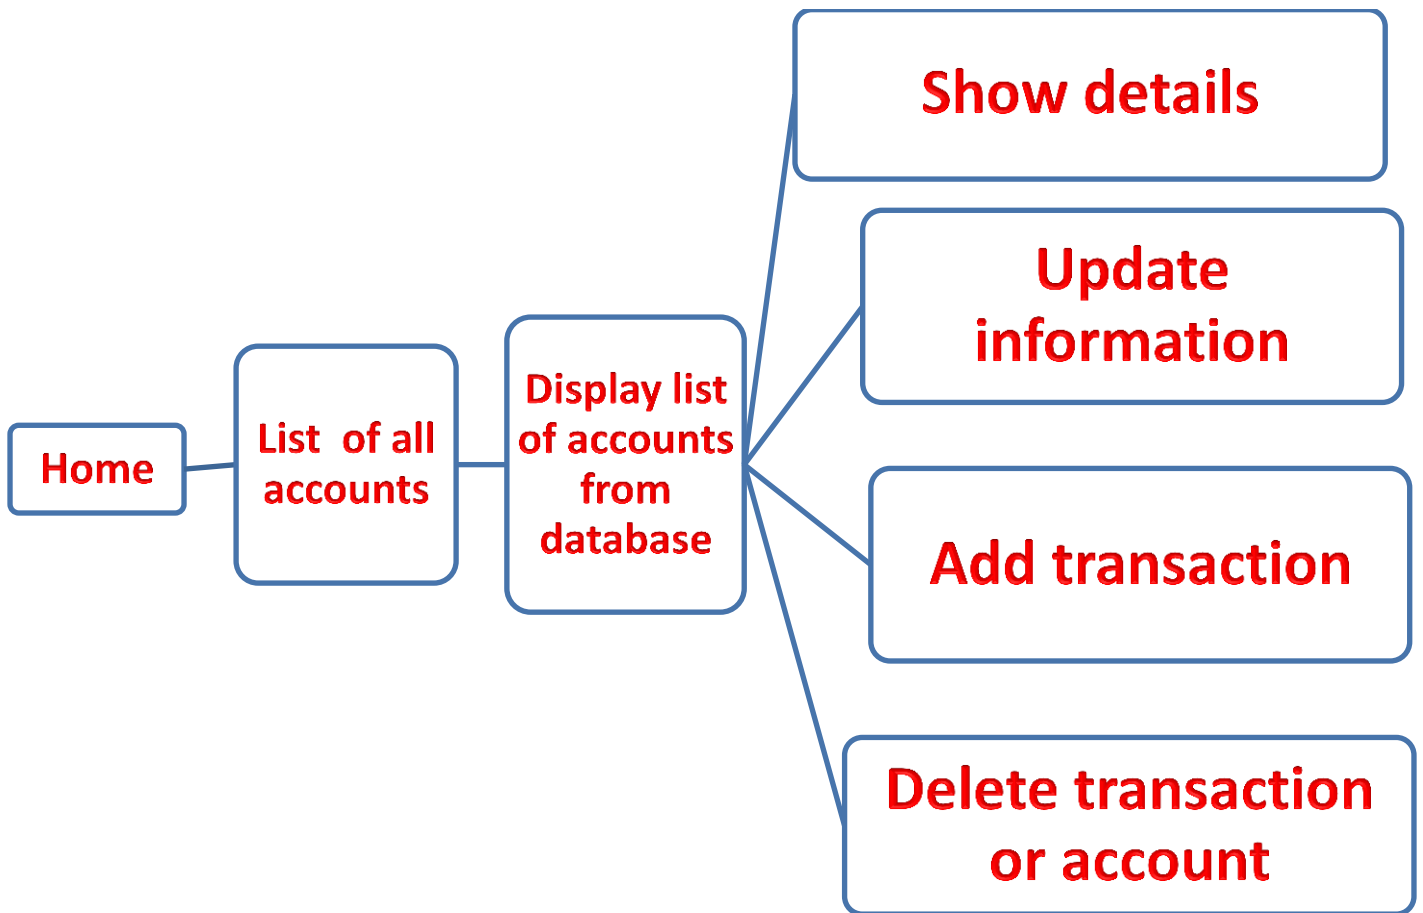 Home
List  of all
accounts
Display list
of accounts
from
database
Show details
Update
information
Add transaction
Delete transaction
or account